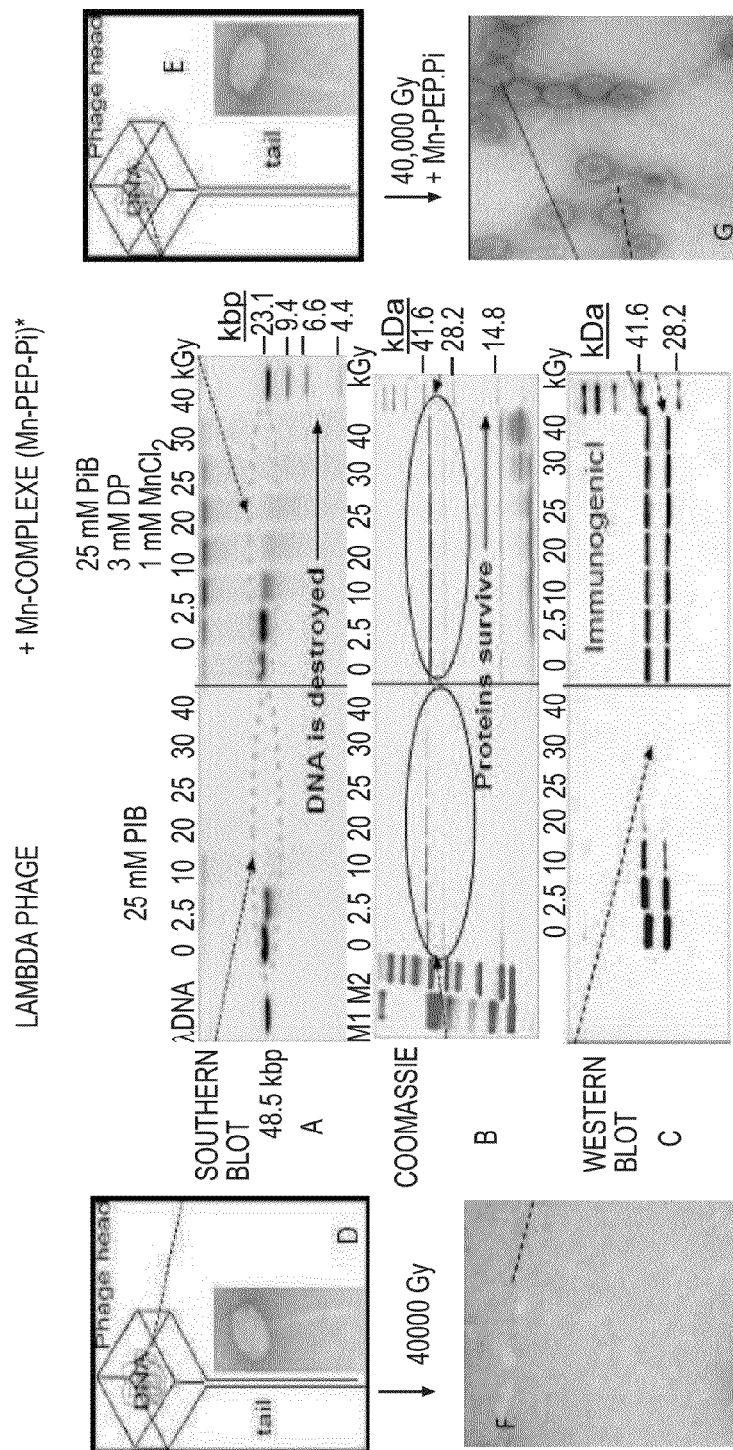 LAMBDA PHAGE
+ Mn-COMPLEXE (Mn-PEP-Pi)*
25 mM PiB
25 mM PiB
3 mM DP
1 mM MnCl2
SOUTHERN BLOT
λDNA 0 2.5 10 20 25 30 40
0 2.5 10 20 25 30 40 kGy
kbp
48.5 kbp
23.1
9.4
6.6
4.4
A
DNA is destroyed
COOMASSIE
M1 M2 0 2.5 10 20 25 30 40
0 2.5 10 20 25 30 40 kGy
kDa
41.6
28.2
14.8
B
Proteins survive
WESTERN BLOT
0 2.5 10 20 25 30 40
0 2.5 10 20 25 30 40 kGy
kDa
41.6
28.2
C
Immunogenicl
Phage head
DNA
tail
D
40000 Gy
F
Phage head
DNA
tail
E
40,000 Gy
+ Mn-PEP.Pi
G